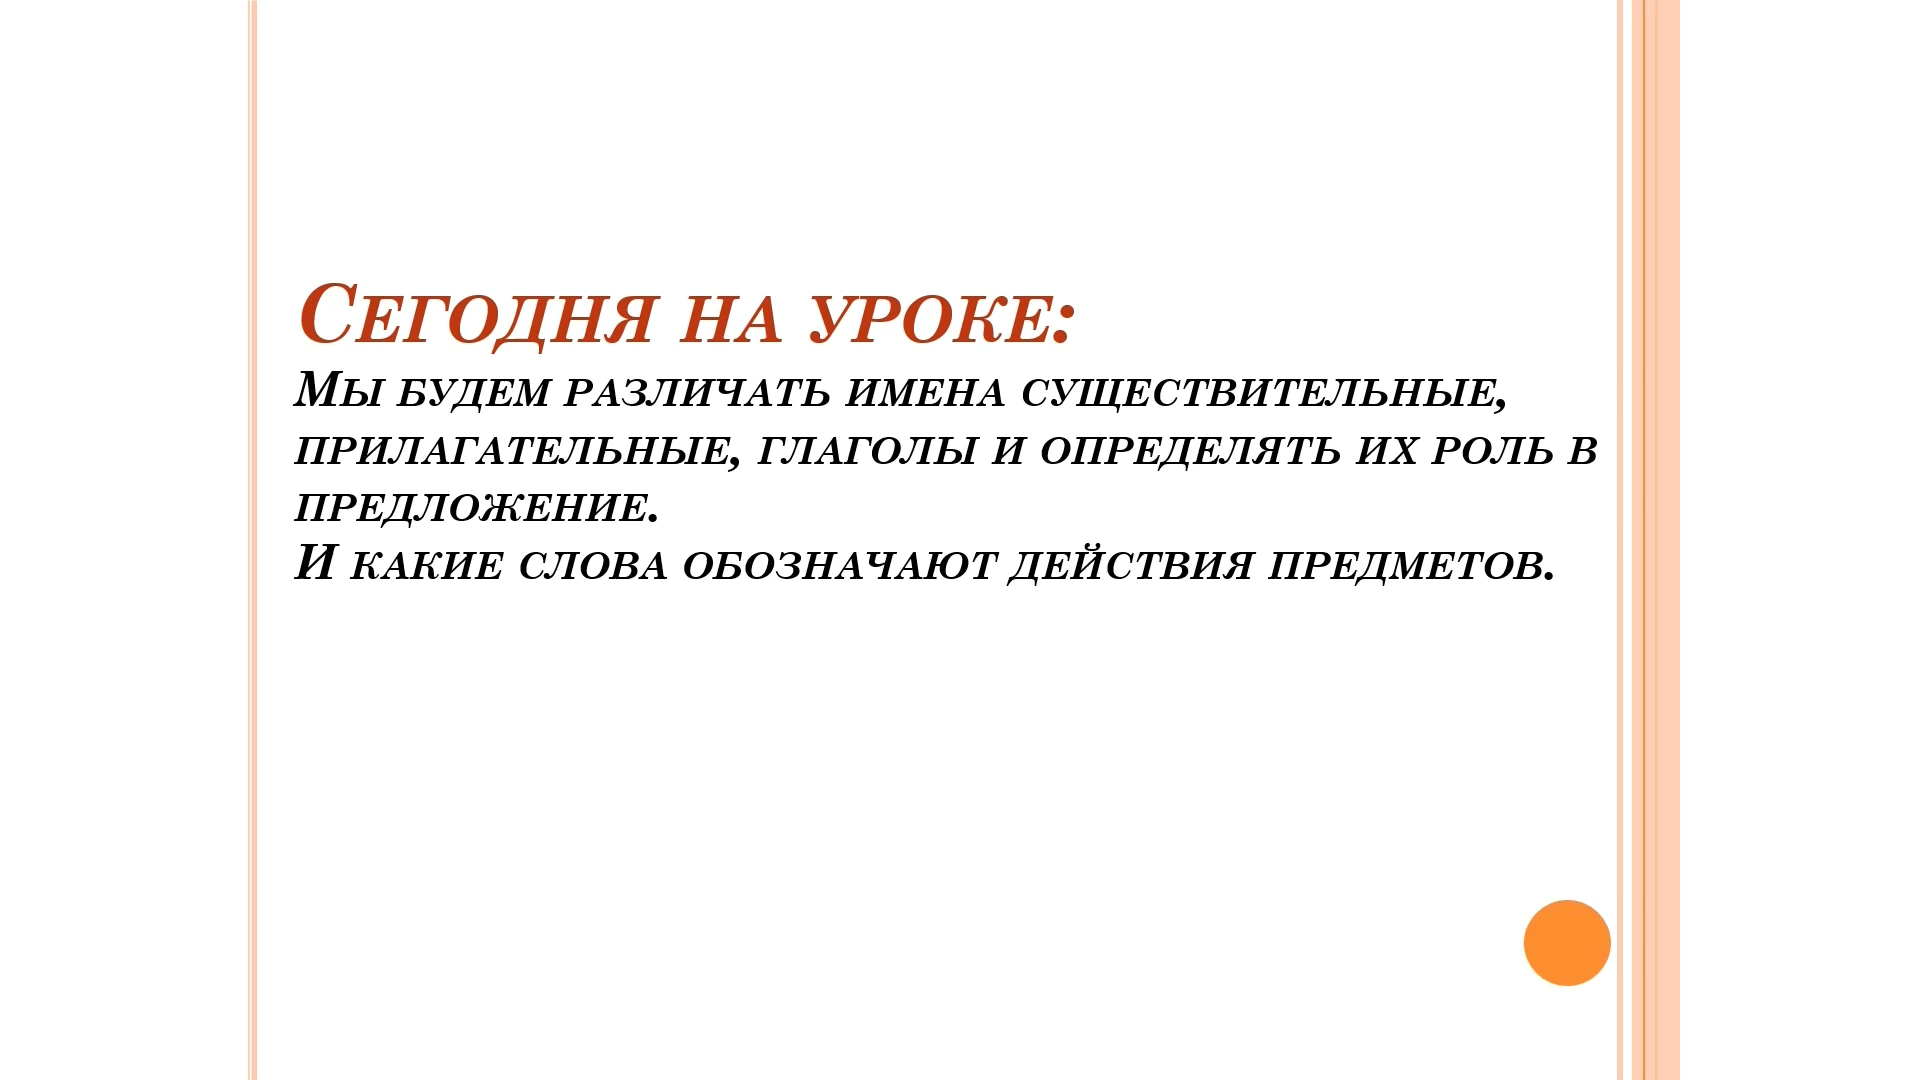 Сегодня на уроке:
Мы будем различать имена существительные,
прилагательные, глаголы и определять их роль в
предложение.
И какие слова обозначают действия предметов.